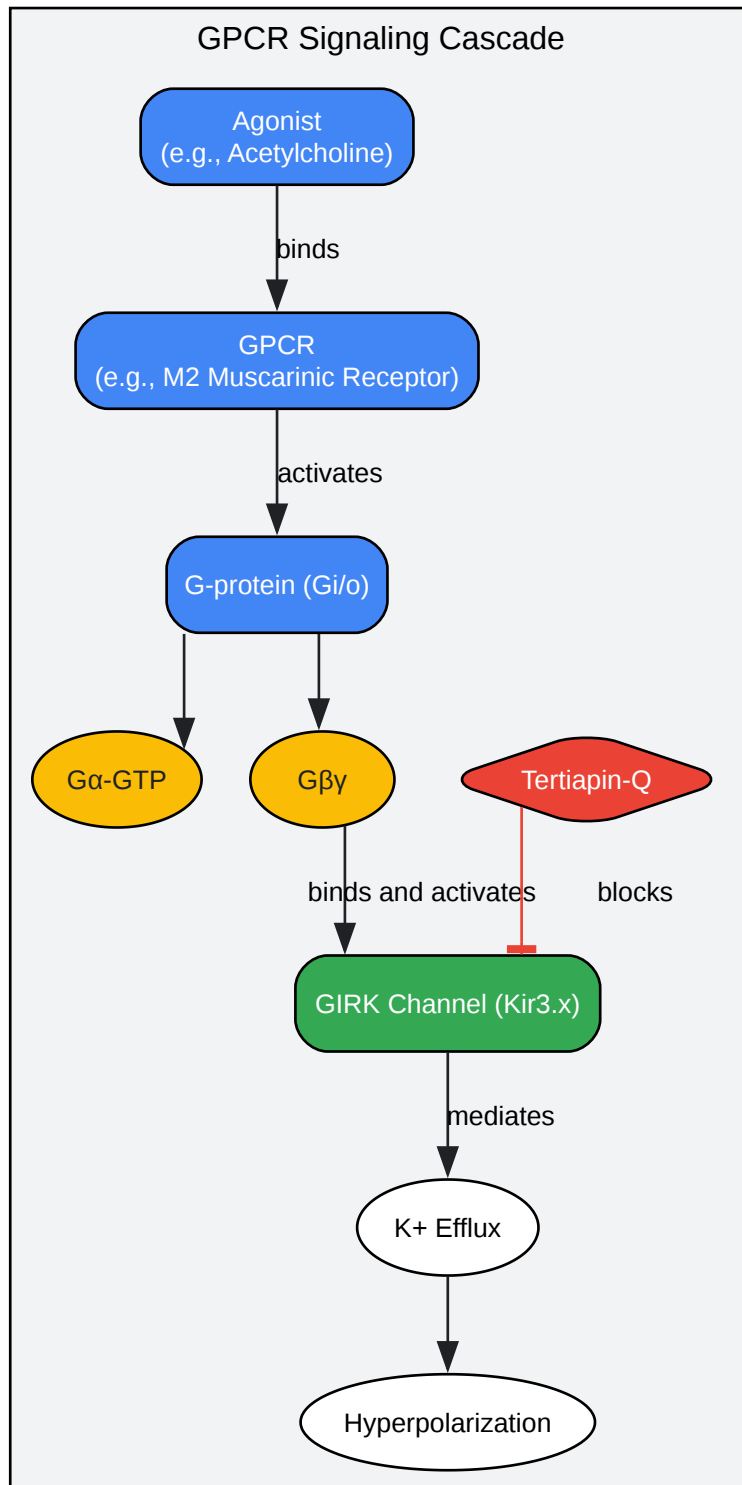 GPCR Signaling Cascade
Agonist
(e.g., Acetylcholine)
binds
GPCR
(e.g., M2 Muscarinic Receptor)
activates
G-protein (Gi/o)
Gα-GTP
Gβγ
Tertiapin-Q
binds and activates
blocks
GIRK Channel (Kir3.x)
mediates
K+ Efflux
Hyperpolarization